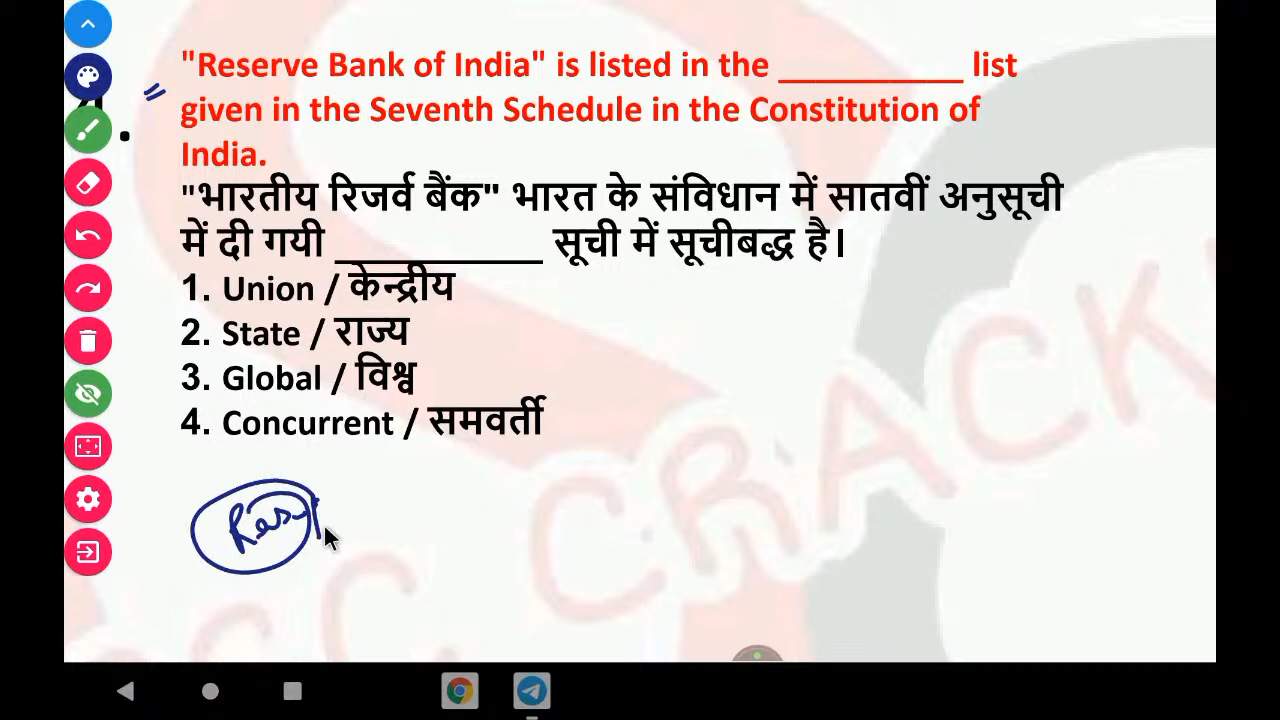 "Reserve Bank of India" is listed in the __________ list
given in the Seventh Schedule in the Constitution of
India.
"भारतीय रिजर्व बैंक" भारत के संविधान में सातवीं अनुसूची
में दी गयी __________ सूची में सूचीबद्ध है।
1. Union / केन्द्रीय
2. State / राज्य
3. Global / विश्व
4. Concurrent / समवर्ती
CRACK